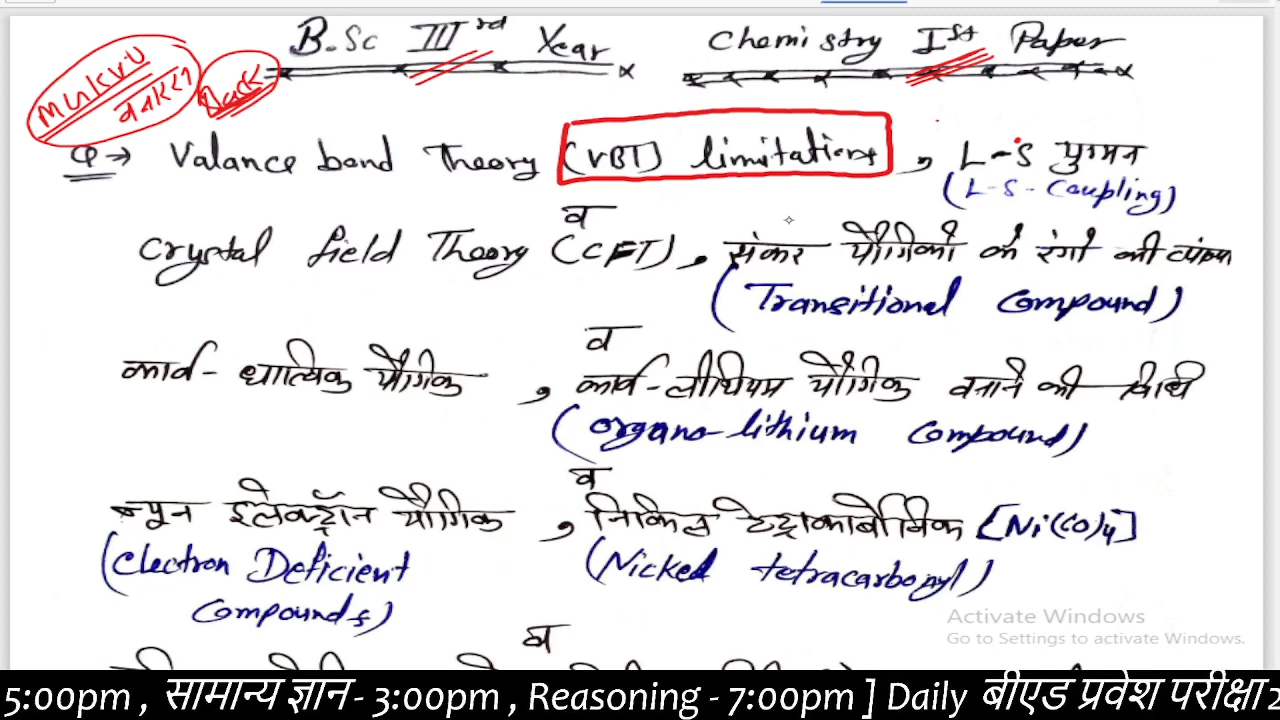 B.Sc IIIrd Year Chemistry Ist Paper
Q→ Valance bond Theory (VBT) limitations , L-S युग्मन
(L-S-Coupling)
व
Crystal field Theory (CFT) , संकर यौगिकों के रंगों की
(Transitional Compound)
व
कार्ब-धात्विक यौगिक , कार्ब-लीथियम यौगिक बनाने की विधि
(Organo-lithium Compound)
व
न्यून इलेक्ट्रॉन यौगिक , निकिल टेट्राकार्बोनिक [Ni(CO)4]
(Electron Deficient (Nickel tetracarbonyl)
Compounds)
व
Activate Windows
Go to Settings to activate Windows.
5:00pm , सामान्य ज्ञान- 3:00pm , Reasoning - 7:00pm ] Daily बीएड प्रवेश परीक्षा 2